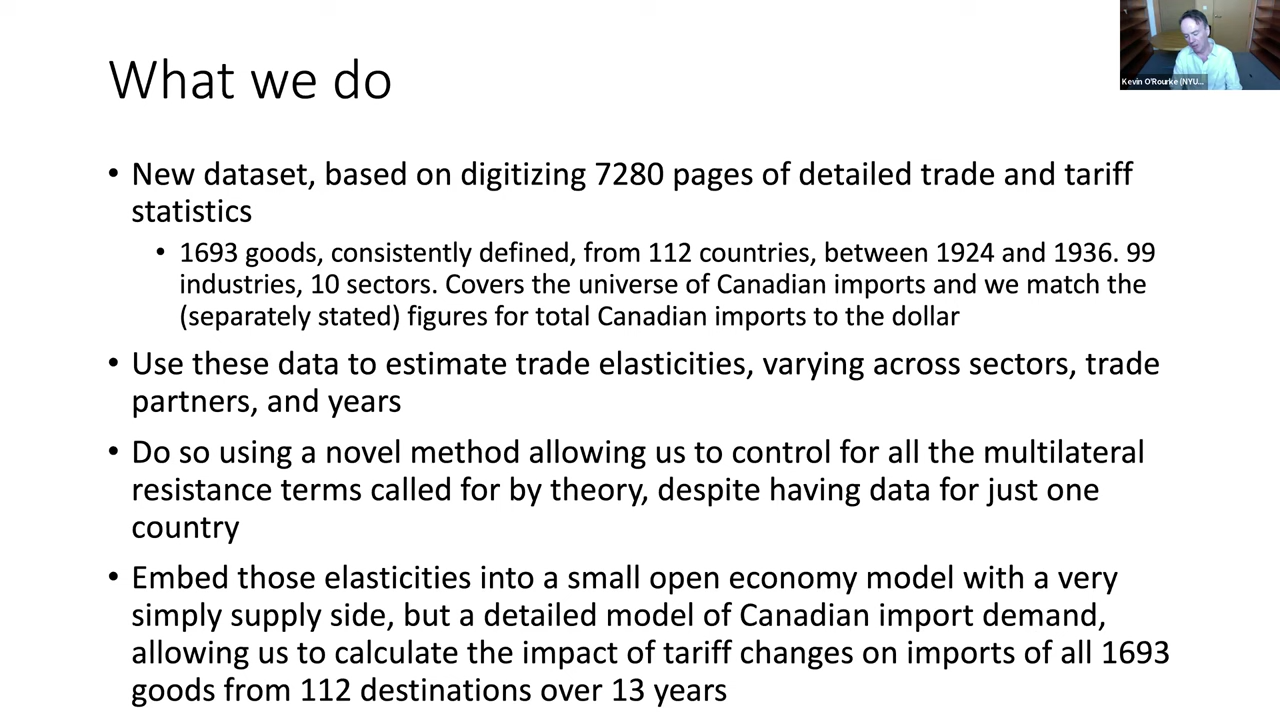 What we do
Kevin O'Rourke (NYU...
• New dataset, based on digitizing 7280 pages of detailed trade and tariff
statistics
• 1693 goods, consistently defined, from 112 countries, between 1924 and 1936. 99
industries, 10 sectors. Covers the universe of Canadian imports and we match the
(separately stated) figures for total Canadian imports to the dollar
• Use these data to estimate trade elasticities, varying across sectors, trade
partners, and years
• Do so using a novel method allowing us to control for all the multilateral
resistance terms called for by theory, despite having data for just one
country
• Embed those elasticities into a small open economy model with a very
simply supply side, but a detailed model of Canadian import demand,
allowing us to calculate the impact of tariff changes on imports of all 1693
goods from 112 destinations over 13 years